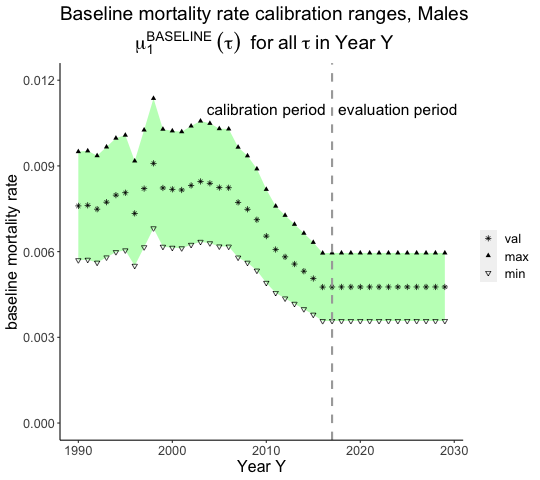 Baseline mortality rate calibration ranges, Males
μ₁ᴮᴬˢᴱᴸᴵᴺᴱ (τ) for all τ in Year Y
0.012
calibration period evaluation period
0.009
0.006
0.003
0.000
baseline mortality rate
val
max
min
1990 2000 2010 2020 2030
Year Y